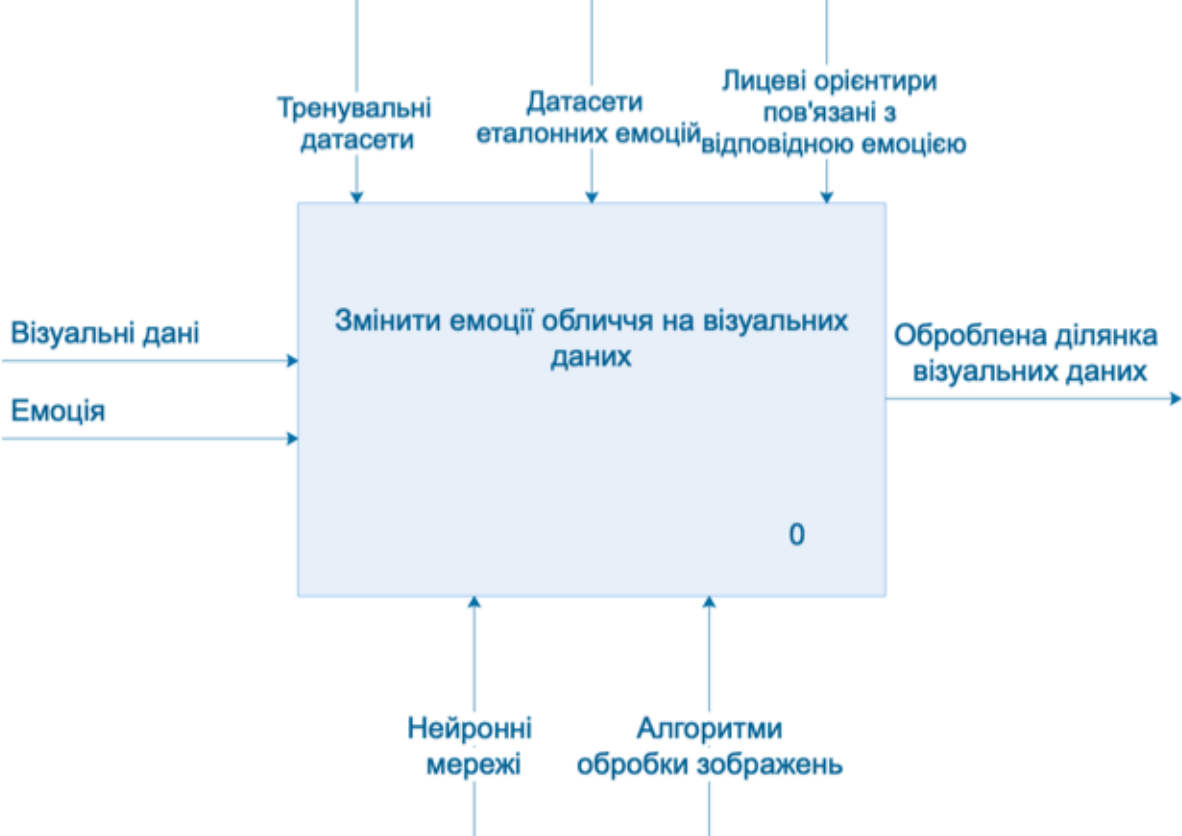 Тренувальні
датасети
Датасети
еталонних емоцій
Лицеві орієнтири
пов'язані з
відповідною емоцією
Візуальні дані
Емоція
Змінити емоції обличчя на візуальних
даних
0
Оброблена ділянка
візуальних даних
Нейронні
мережі
Алгоритми
обробки зображень